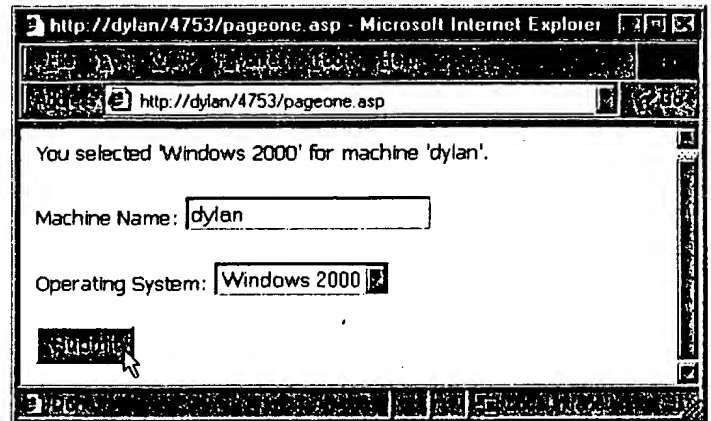 http://dylan/4753/pageone.asp - Microsoft Internet Explorer
http://dylan/4753/pageone.asp
You selected 'Windows 2000' for machine 'dylan'.
Machine Name: dylan
Operating System: Windows 2000
Submit